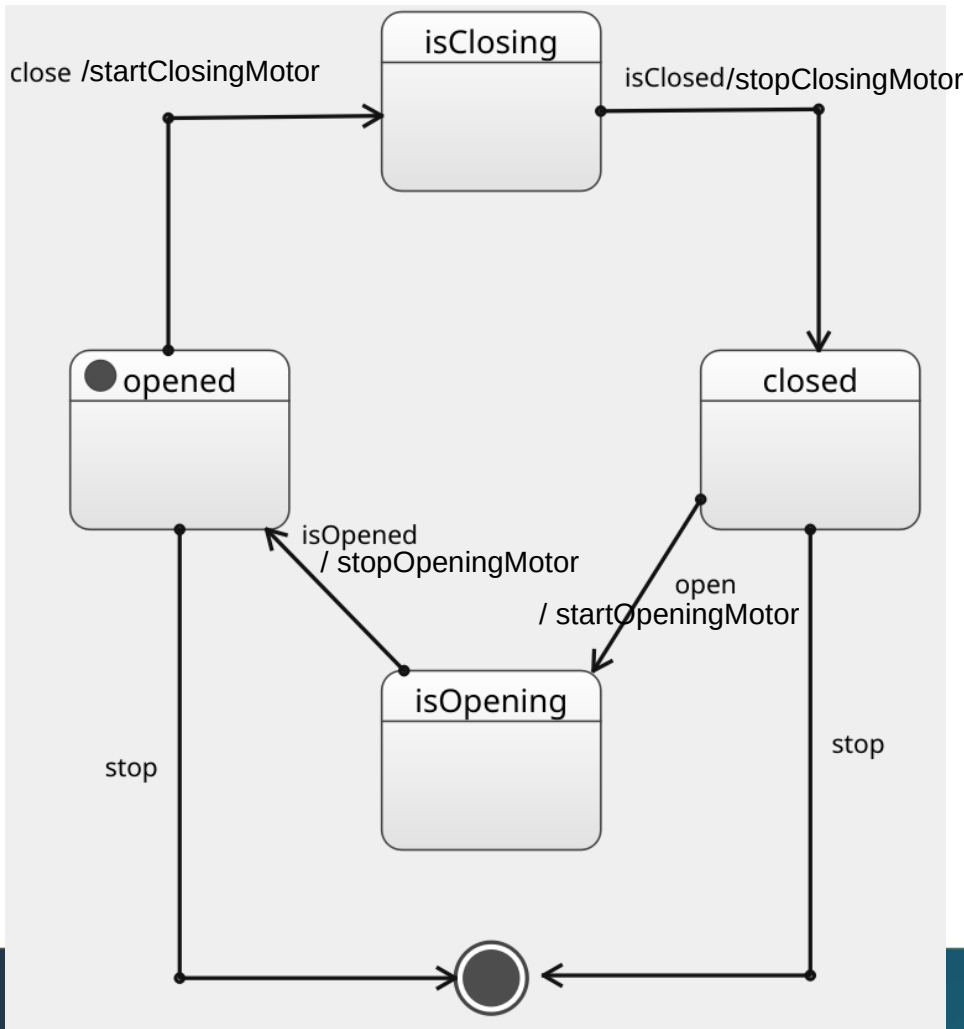 isClosing
close /startClosingMotor
isClosed/stopClosingMotor
opened
closed
isOpened
/ stopOpeningMotor
open
/ startOpeningMotor
isOpening
stop
stop